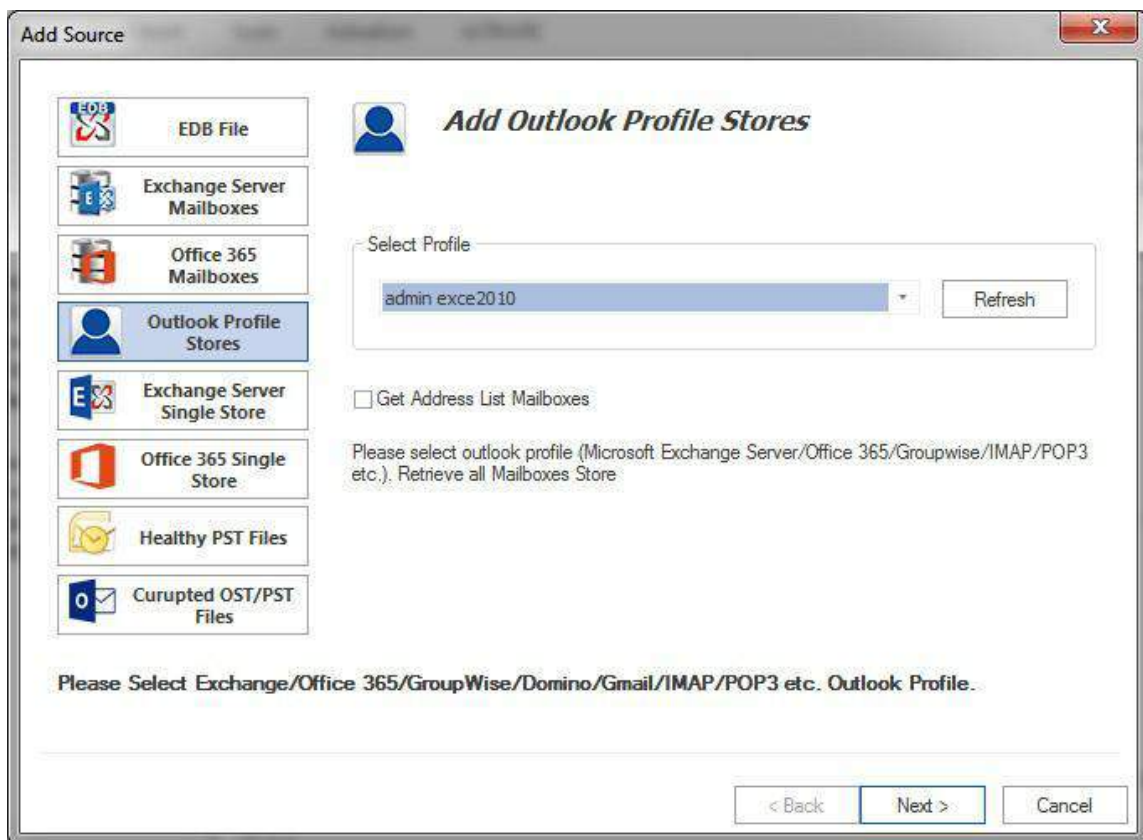 Add Source
X
EDB
EDB File
Exchange Server
Mailboxes
Office 365
Mailboxes
Outlook Profile
Stores
Exchange Server
Single Store
Office 365 Single
Store
Healthy PST Files
Curupted OST/PST
Files
Add Outlook Profile Stores
Select Profile
admin exce2010
Refresh
Get Address List Mailboxes
Please select outlook profile (Microsoft Exchange Server/Office 365/Groupwise/IMAP/POP3
etc.). Retrieve all Mailboxes Store
Please Select Exchange/Office 365/GroupWise/Domino/Gmail/IMAP/POP3 etc. Outlook Profile.
< Back
Next >
Cancel